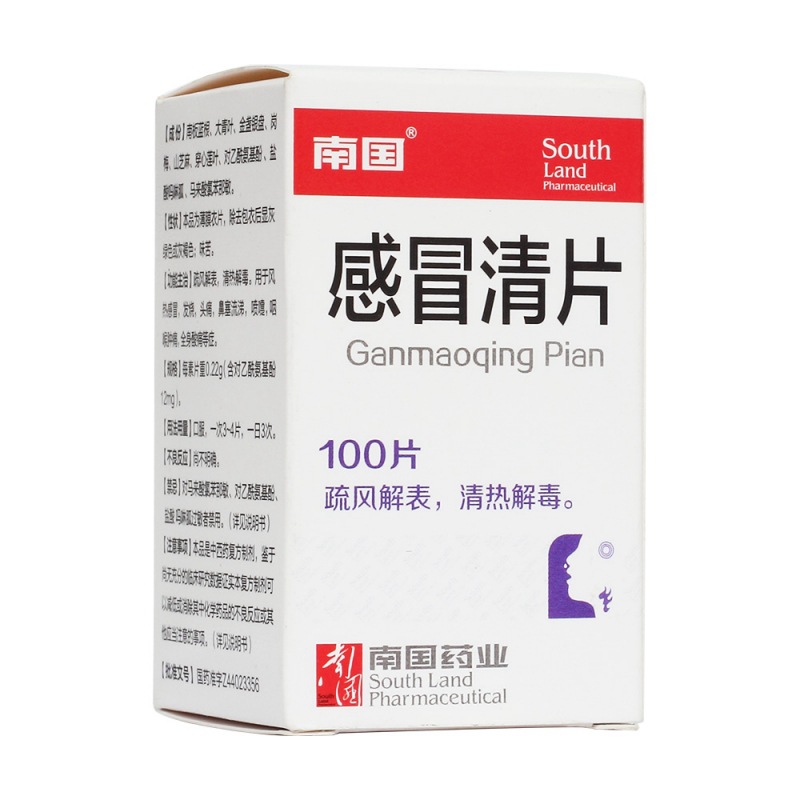 【成份】南板蓝根、大青叶、金盏银盘、岗
梅、山芝麻、穿心莲叶、对乙酰氨基酚、盐
酸吗啉胍、马来酸氯苯那敏。
【性状】本品为薄膜衣片，除去包衣后显灰
绿色或灰褐色；味苦。
【功能主治】疏风解表，清热解毒。用于风
热感冒，发烧，头痛，鼻塞流涕，喷嚏，咽
喉肿痛，全身酸痛等症。
【规格】每素片重0.22g(含对乙酰氨基酚
12mg)。
【用法用量】口服，一次3~4片，一日3次。
【不良反应】尚不明确。
【禁忌】对马来酸氯苯那敏、对乙酰氨基酚、
盐酸吗啉胍过敏者禁用。(详见说明书)
【注意事项】本品是中西药复方制剂，鉴于
尚无充分的临床研究数据证实本复方制剂可
以减低或消除其中化学药品的不良反应或其
他应当注意的事项。(详见说明书)
【批准文号】国药准字Z44023356
南国®
South
Land
Pharmaceutical
感冒清片
Ganmaoqing Pian
100片
疏风解表，清热解毒。
南国
South Land
南国药业
South Land
Pharmaceutical